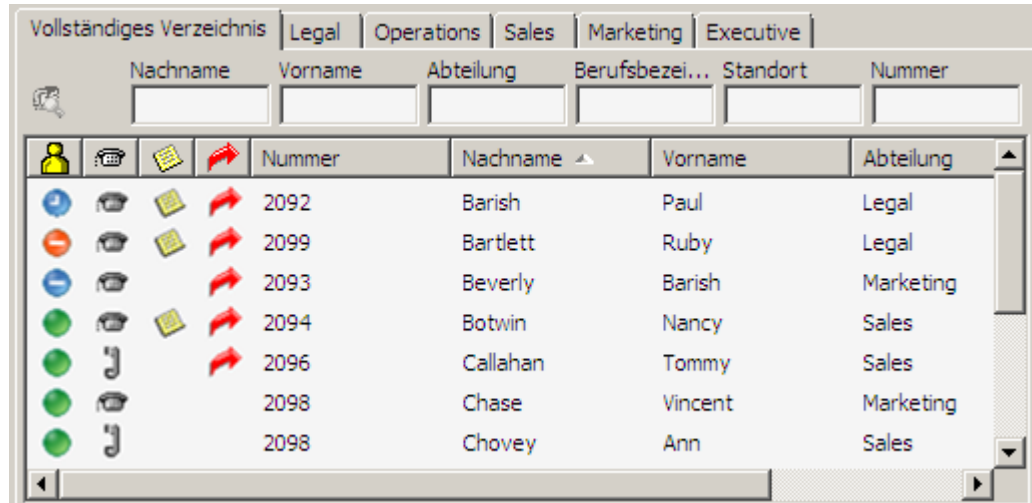 Vollständiges Verzeichnis Legal Operations Sales Marketing Executive
Nachname Vorname Abteilung Berufsbezei... Standort Nummer
Nummer Nachname Vorname Abteilung
2092 Barish Paul Legal
2099 Bartlett Ruby Legal
2093 Beverly Barish Marketing
2094 Botwin Nancy Sales
2096 Callahan Tommy Sales
2098 Chase Vincent Marketing
2098 Chovey Ann Sales